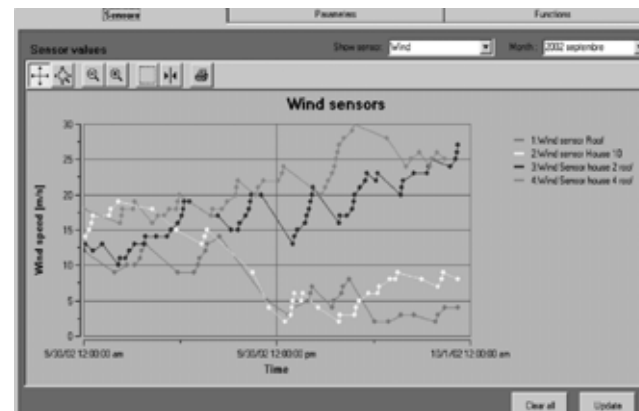 Sensors Parameters Functions
Sensor values Show sensor: Wind Month: 2002 septembre
Wind sensors
30
25
20
15
10
5
0
Wind speed [m/s]
1:Wind sensor Roof
2:Wind sensor House 10
3:Wind Sensor house 2 roof
4:Wind Sensor house 4 roof
9/30/02 12:00:00 am 9/30/02 12:00:00 pm 10/1/02 12:00:00 am
Time
Clear all Update